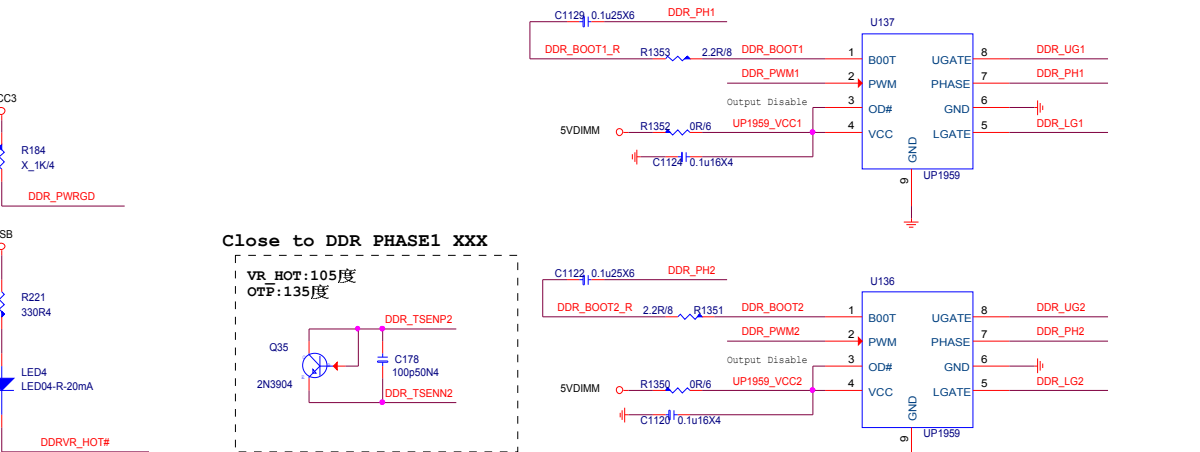 C1129 0.1u25X6 DDR_PH1
U137
DDR_BOOT1_R R1353 2.2R/8 DDR_BOOT1 1 B00T UGATE 8 DDR_UG1
DDR_PWM1 2 PWM PHASE 7 DDR_PH1
Output Disable 3 OD# GND 6
5VDIMM R1352 0R/6 UP1959_VCC1 4 VCC LGATE 5 DDR_LG1
C1124 0.1u16X4
GND
9 UP1959
CC3
R184
X_1K/4
DDR_PWRGD
SB
R221
330R4
LED4
LED04-R-20mA
DDRVR_HOT#
Close to DDR PHASE1 XXX
VR_HOT:105度
OTP:135度
DDR_TSENP2
Q35
2N3904
C178
100p50N4
DDR_TSENN2
C1122 0.1u25X6 DDR_PH2
U136
DDR_BOOT2_R 2.2R/8 R1351 DDR_BOOT2 1 B00T UGATE 8 DDR_UG2
DDR_PWM2 2 PWM PHASE 7 DDR_PH2
Output Disable 3 OD# GND 6
5VDIMM R1350 0R/6 UP1959_VCC2 4 VCC LGATE 5 DDR_LG2
C1120 0.1u16X4
GND
9 UP1959